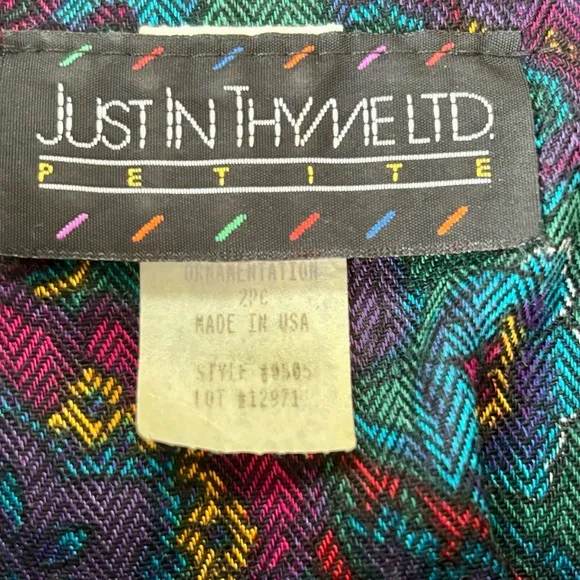 JUST IN THYME LTD.
PETITE
ORNAMENTATION
2PC
MADE IN USA
STYLE #9505
LOT #12971